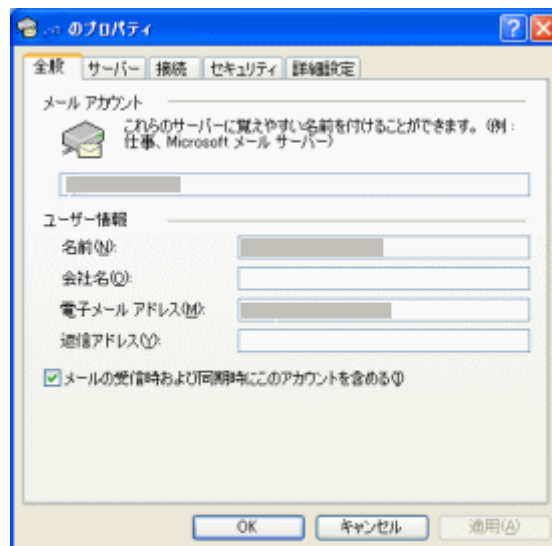 のプロパティ
全般 サーバー 接続 セキュリティ 詳細設定
メール アカウント
これらのサーバーに覚えやすい名前を付けることができます。(例:
仕事、Microsoft メール サーバー)
ユーザー情報
名前(N):
会社名(O):
電子メール アドレス(M):
返信アドレス(Y):
メールの受信時および同期時にこのアカウントを含める(I)
OK キャンセル 適用(A)